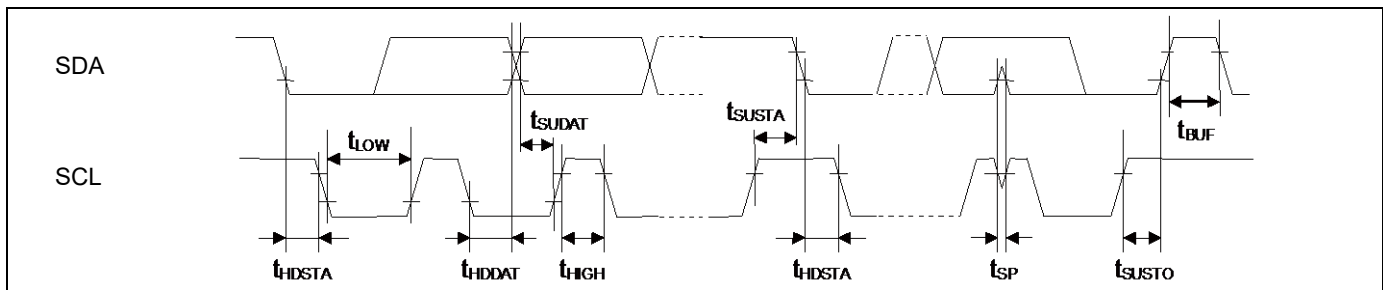 SDA
tSUDAT
tSUSTA
tBUF
tLOW
SCL
tHDSTA
tHDDAT
tHIGH
tHDSTA
tSP
tSUSTO